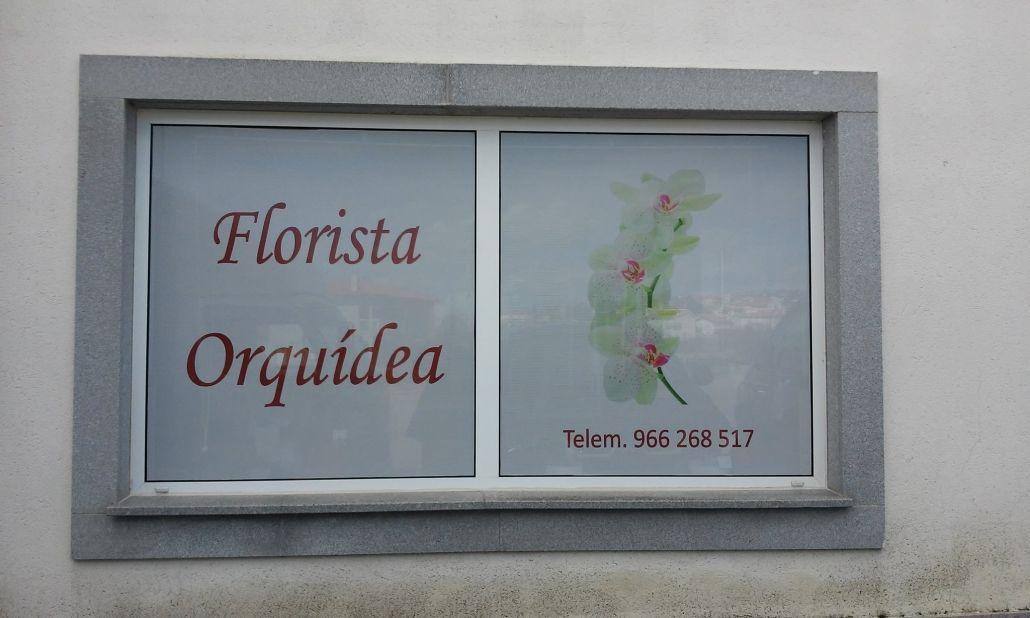 Florista
Orquídea
Telem. 966 268 517